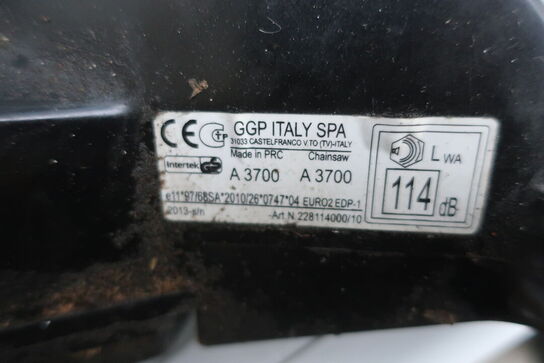 CE GGP ITALY SPA
31033 CASTELFRANCO V.TO (TV)-ITALY
Made in PRC Chainsaw
Intertek A 3700 A 3700
e11*97/68SA*2010/26*0747*04 EURO2 EDP-1
2013-s/n Art.N.228114000/10
LWA
114 dB